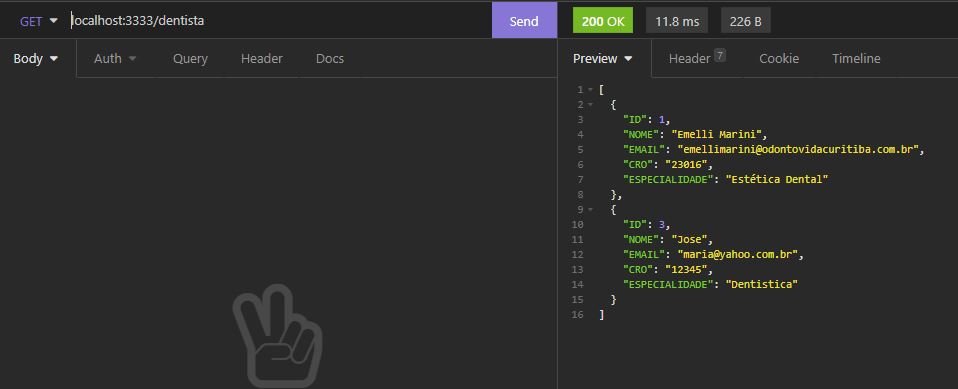 GET localhost:3333/dentista Send 200 OK 11.8 ms 226 B
Body Auth Query Header Docs Preview Header 7 Cookie Timeline
1 [
2 {
3 "ID": 1,
4 "NOME": "Emelli Marini",
5 "EMAIL": "emellimarini@odontovidacuritiba.com.br",
6 "CRO": "23016",
7 "ESPECIALIDADE": "Estética Dental"
8 },
9 {
10 "ID": 3,
11 "NOME": "Jose",
12 "EMAIL": "maria@yahoo.com.br",
13 "CRO": "12345",
14 "ESPECIALIDADE": "Dentistica"
15 }
16 ]